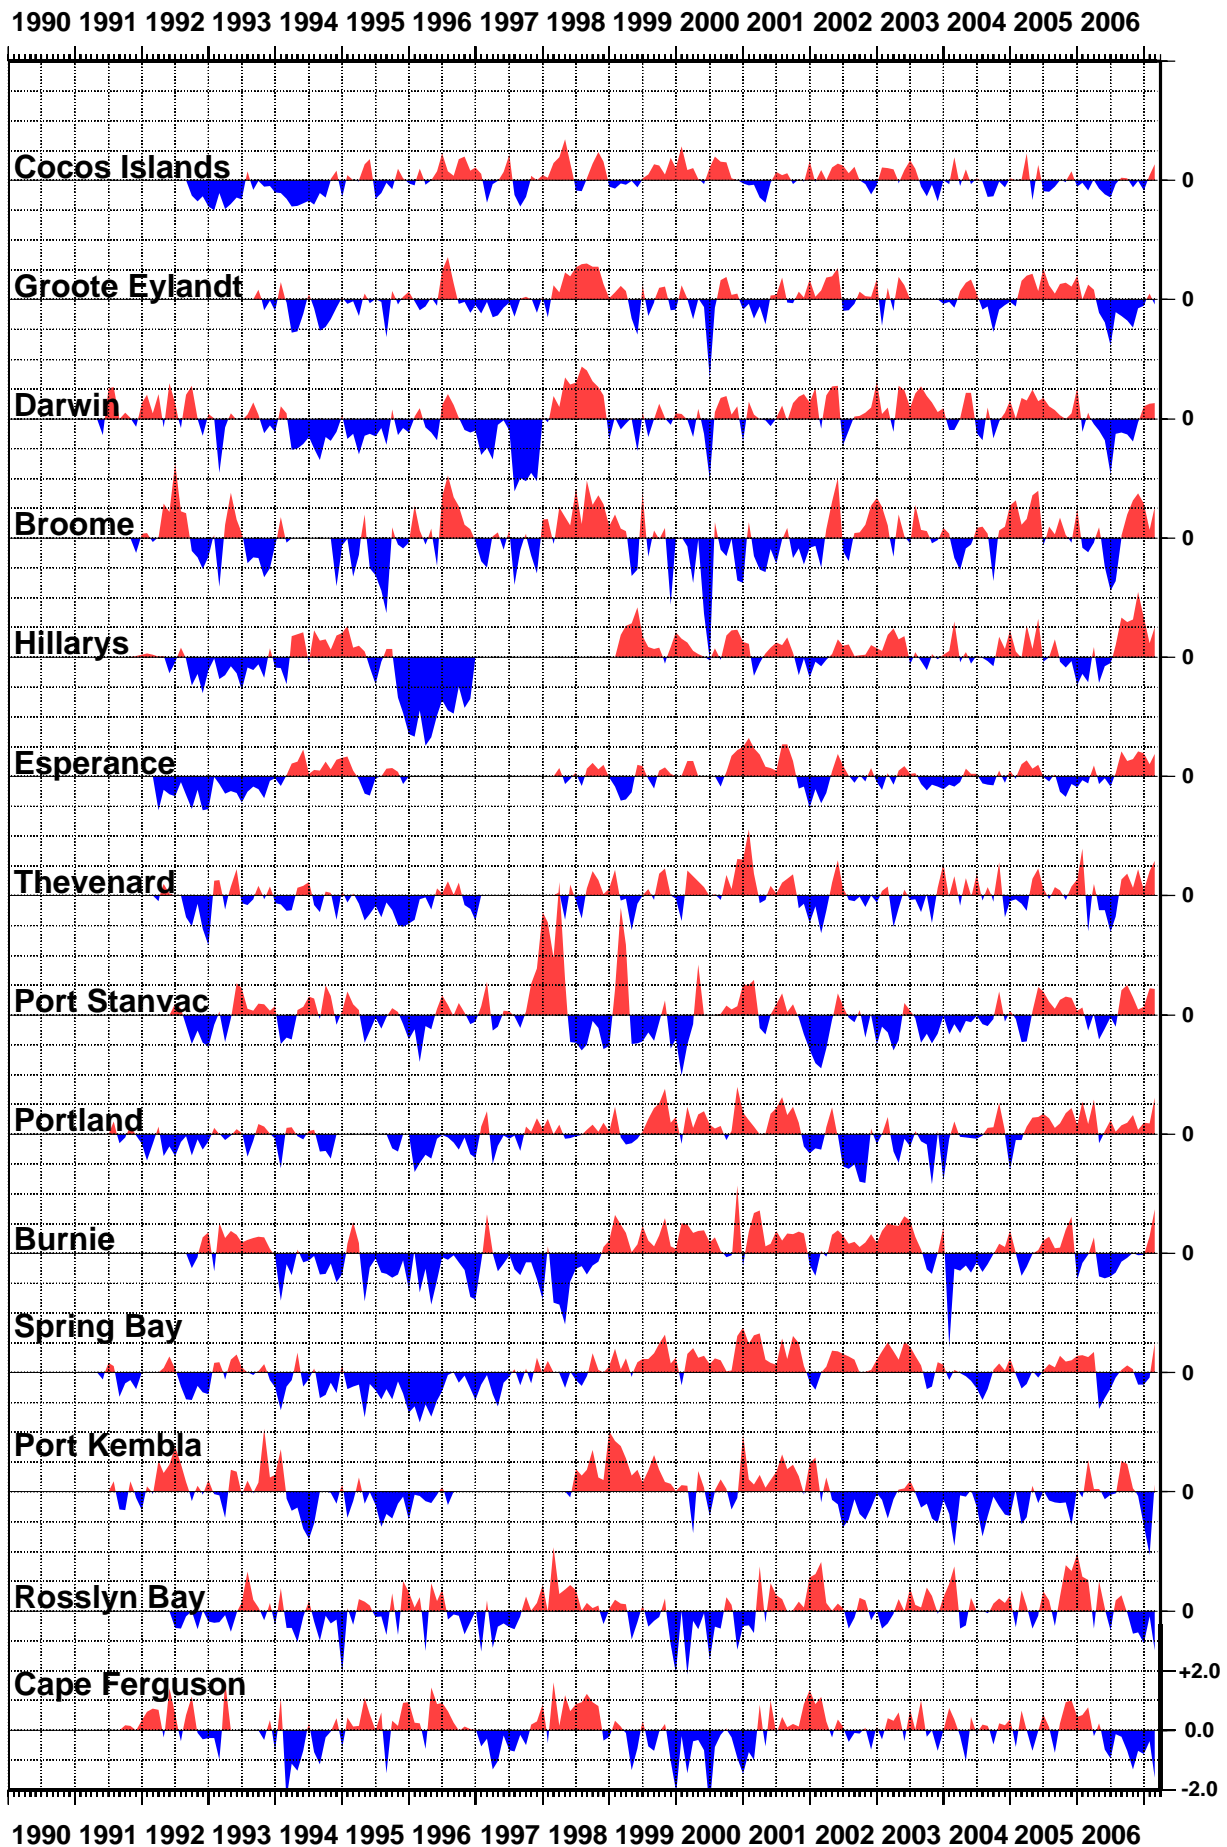 1990 1991 1992 1993 1994 1995 1996 1997 1998 1999 2000 2001 2002 2003 2004 2005 2006
Cocos Islands 0
Groote Eylandt 0
Darwin 0
Broome 0
Hillarys 0
Esperance 0
Thevenard 0
Port Stanvac 0
Portland 0
Burnie 0
Spring Bay 0
Port Kembla 0
Rosslyn Bay 0
+2.0
Cape Ferguson
0.0
-2.0
1990 1991 1992 1993 1994 1995 1996 1997 1998 1999 2000 2001 2002 2003 2004 2005 2006